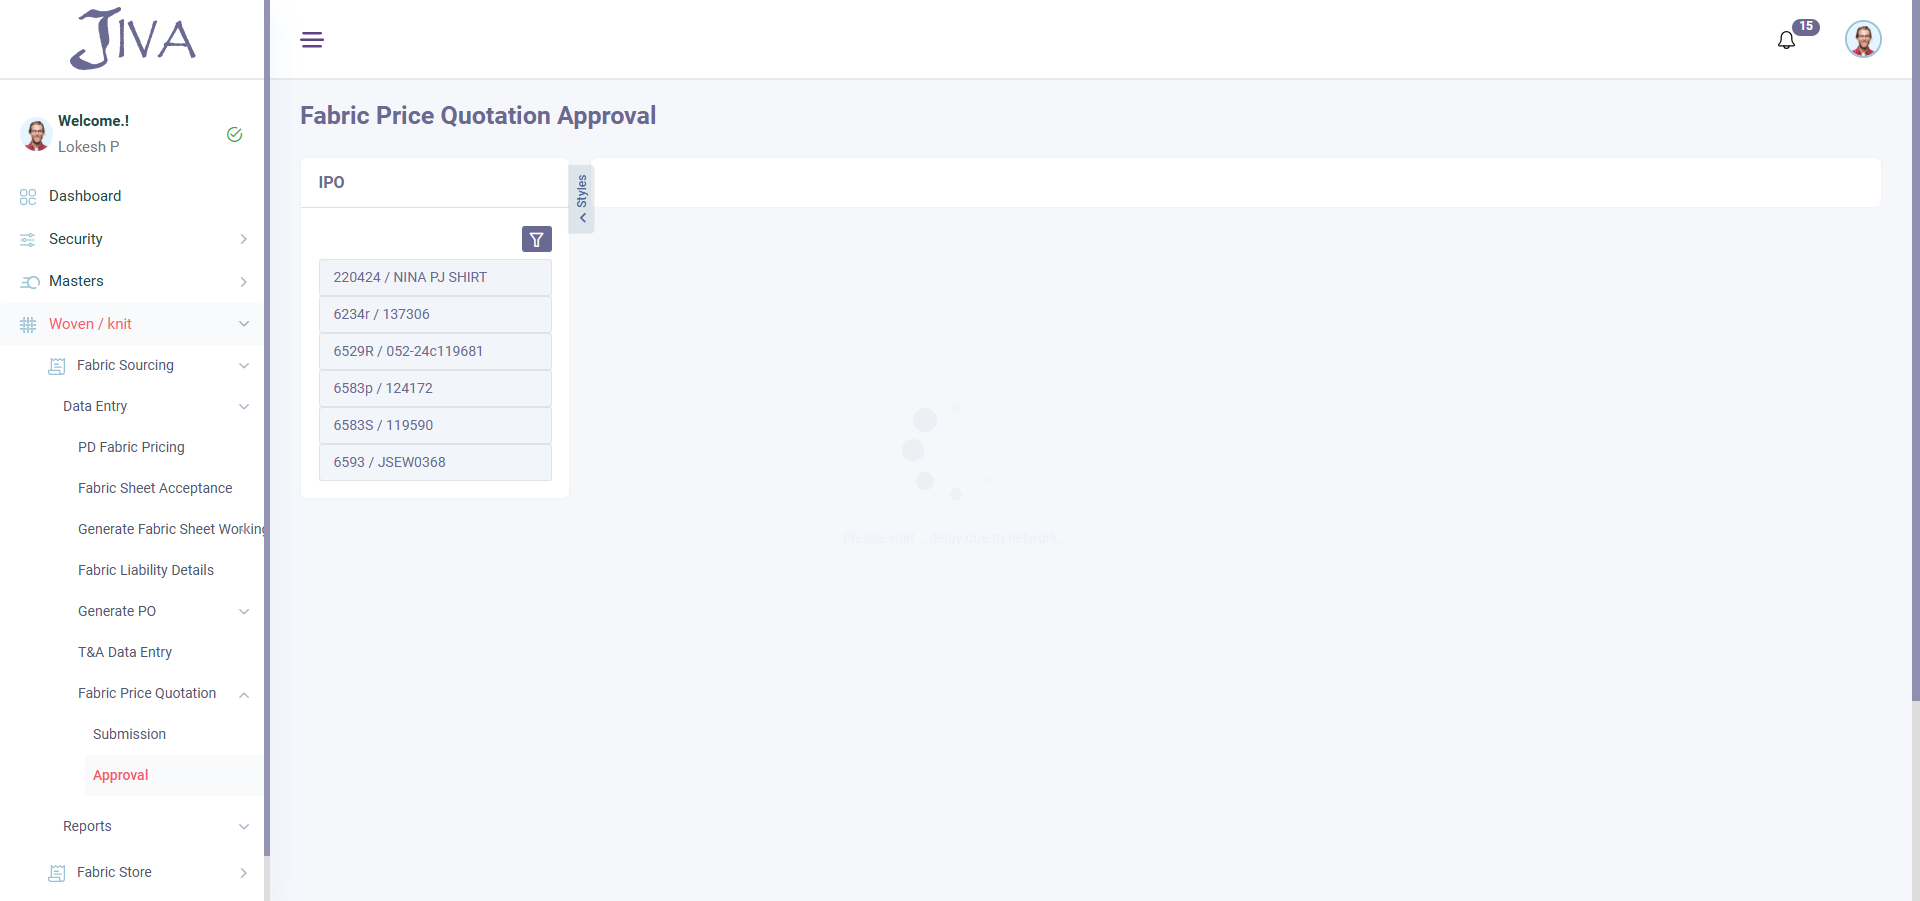 JIVA
15
Welcome.!
Lokesh P
Dashboard
Security
Masters
Woven / knit
Fabric Sourcing
Data Entry
PD Fabric Pricing
Fabric Sheet Acceptance
Generate Fabric Sheet Working
Fabric Liability Details
Generate PO
T&A Data Entry
Fabric Price Quotation
Submission
Approval
Reports
Fabric Store
Fabric Price Quotation Approval
IPO
Styles
220424 / NINA PJ SHIRT
6234r / 137306
6529R / 052-24c119681
6583p / 124172
6583S / 119590
6593 / JSEW0368
Please wait... delay due to network..